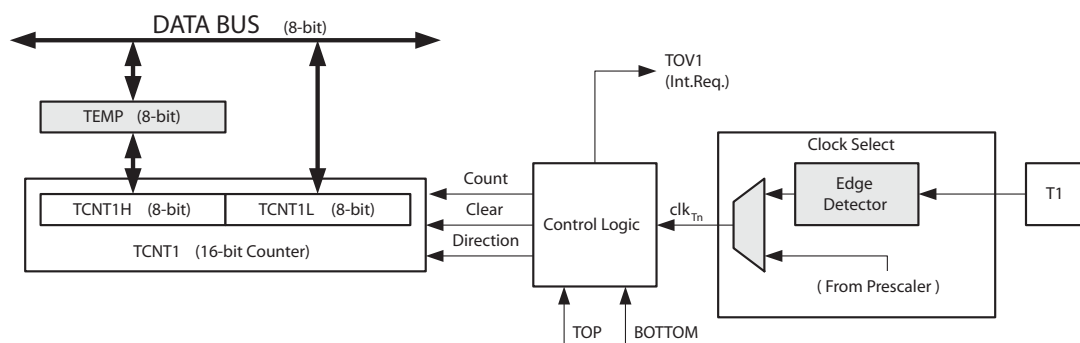 DATA BUS (8-bit)
TOV1
(Int.Req.)
TEMP (8-bit)
Clock Select
Count
Edge
Detector
T1
TCNT1H (8-bit)
TCNT1L (8-bit)
Clear
Control Logic
clkTn
TCNT1 (16-bit Counter)
Direction
( From Prescaler )
TOP
BOTTOM